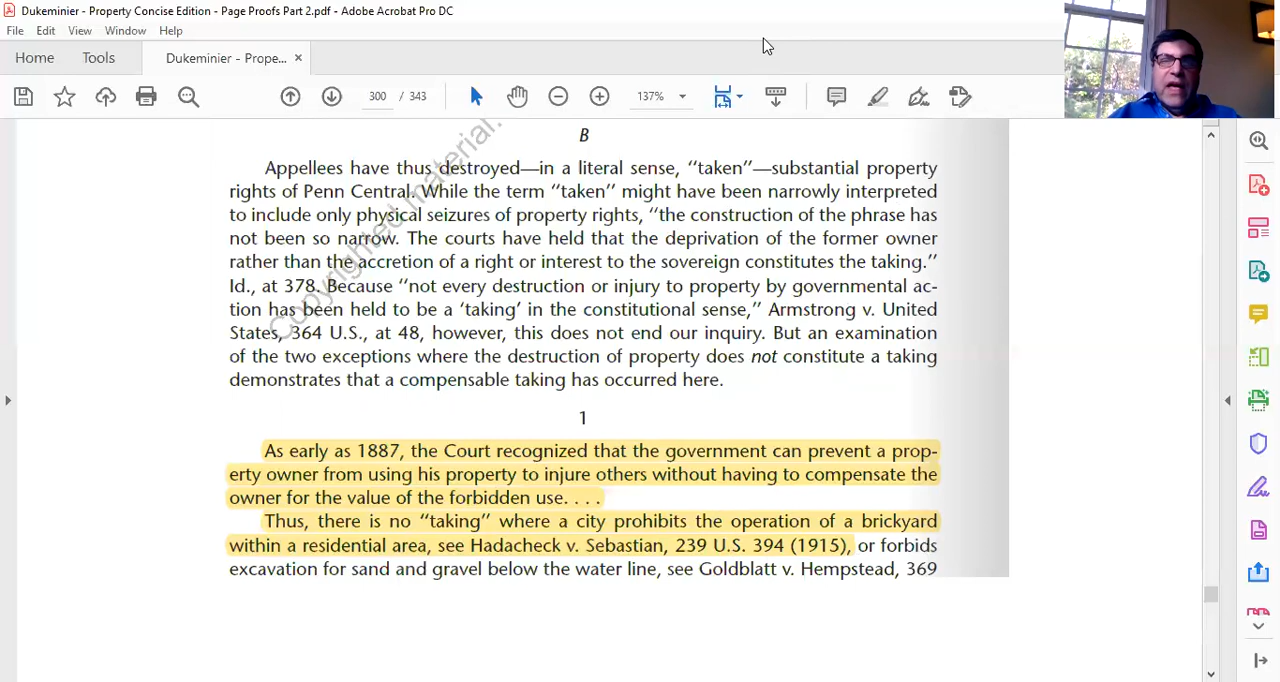 Dukeminier - Property Concise Edition - Page Proofs Part 2.pdf - Adobe Acrobat Pro DC
File Edit View Window Help
Home Tools Dukeminier - Prope... ×
300 / 343 137%
B
Appellees have thus destroyed—in a literal sense, “taken”—substantial property
rights of Penn Central. While the term “taken” might have been narrowly interpreted
to include only physical seizures of property rights, “the construction of the phrase has
not been so narrow. The courts have held that the deprivation of the former owner
rather than the accretion of a right or interest to the sovereign constitutes the taking.”
Id., at 378. Because “not every destruction or injury to property by governmental ac-
tion has been held to be a ‘taking’ in the constitutional sense,” Armstrong v. United
States, 364 U.S., at 48, however, this does not end our inquiry. But an examination
of the two exceptions where the destruction of property does not constitute a taking
demonstrates that a compensable taking has occurred here.
1
As early as 1887, the Court recognized that the government can prevent a prop-
erty owner from using his property to injure others without having to compensate the
owner for the value of the forbidden use. . . .
Thus, there is no “taking” where a city prohibits the operation of a brickyard
within a residential area, see Hadacheck v. Sebastian, 239 U.S. 394 (1915), or forbids
excavation for sand and gravel below the water line, see Goldblatt v. Hempstead, 369
Copyrighted material.